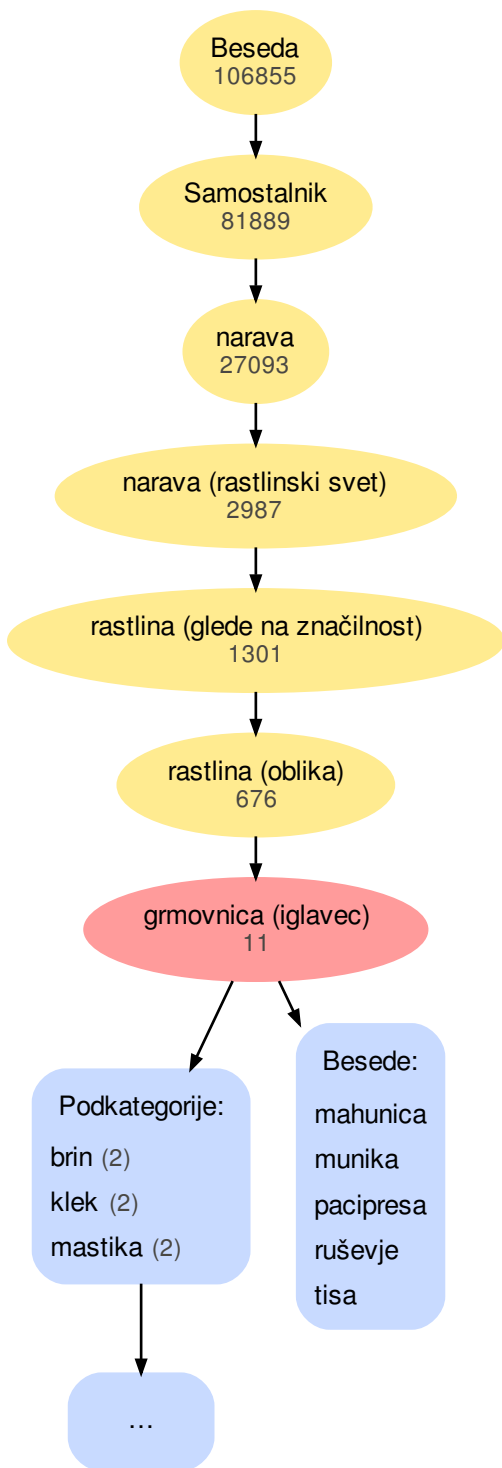 Beseda
106855
Samostalnik
81889
narava
27093
narava (rastlinski svet)
2987
rastlina (glede na značilnost)
1301
rastlina (oblika)
676
grmovnica (iglavec)
11
Podkategorije:
brin (2)
klek (2)
mastika (2)
Besede:
mahunica
munika
pacipresa
ruševje
tisa
...